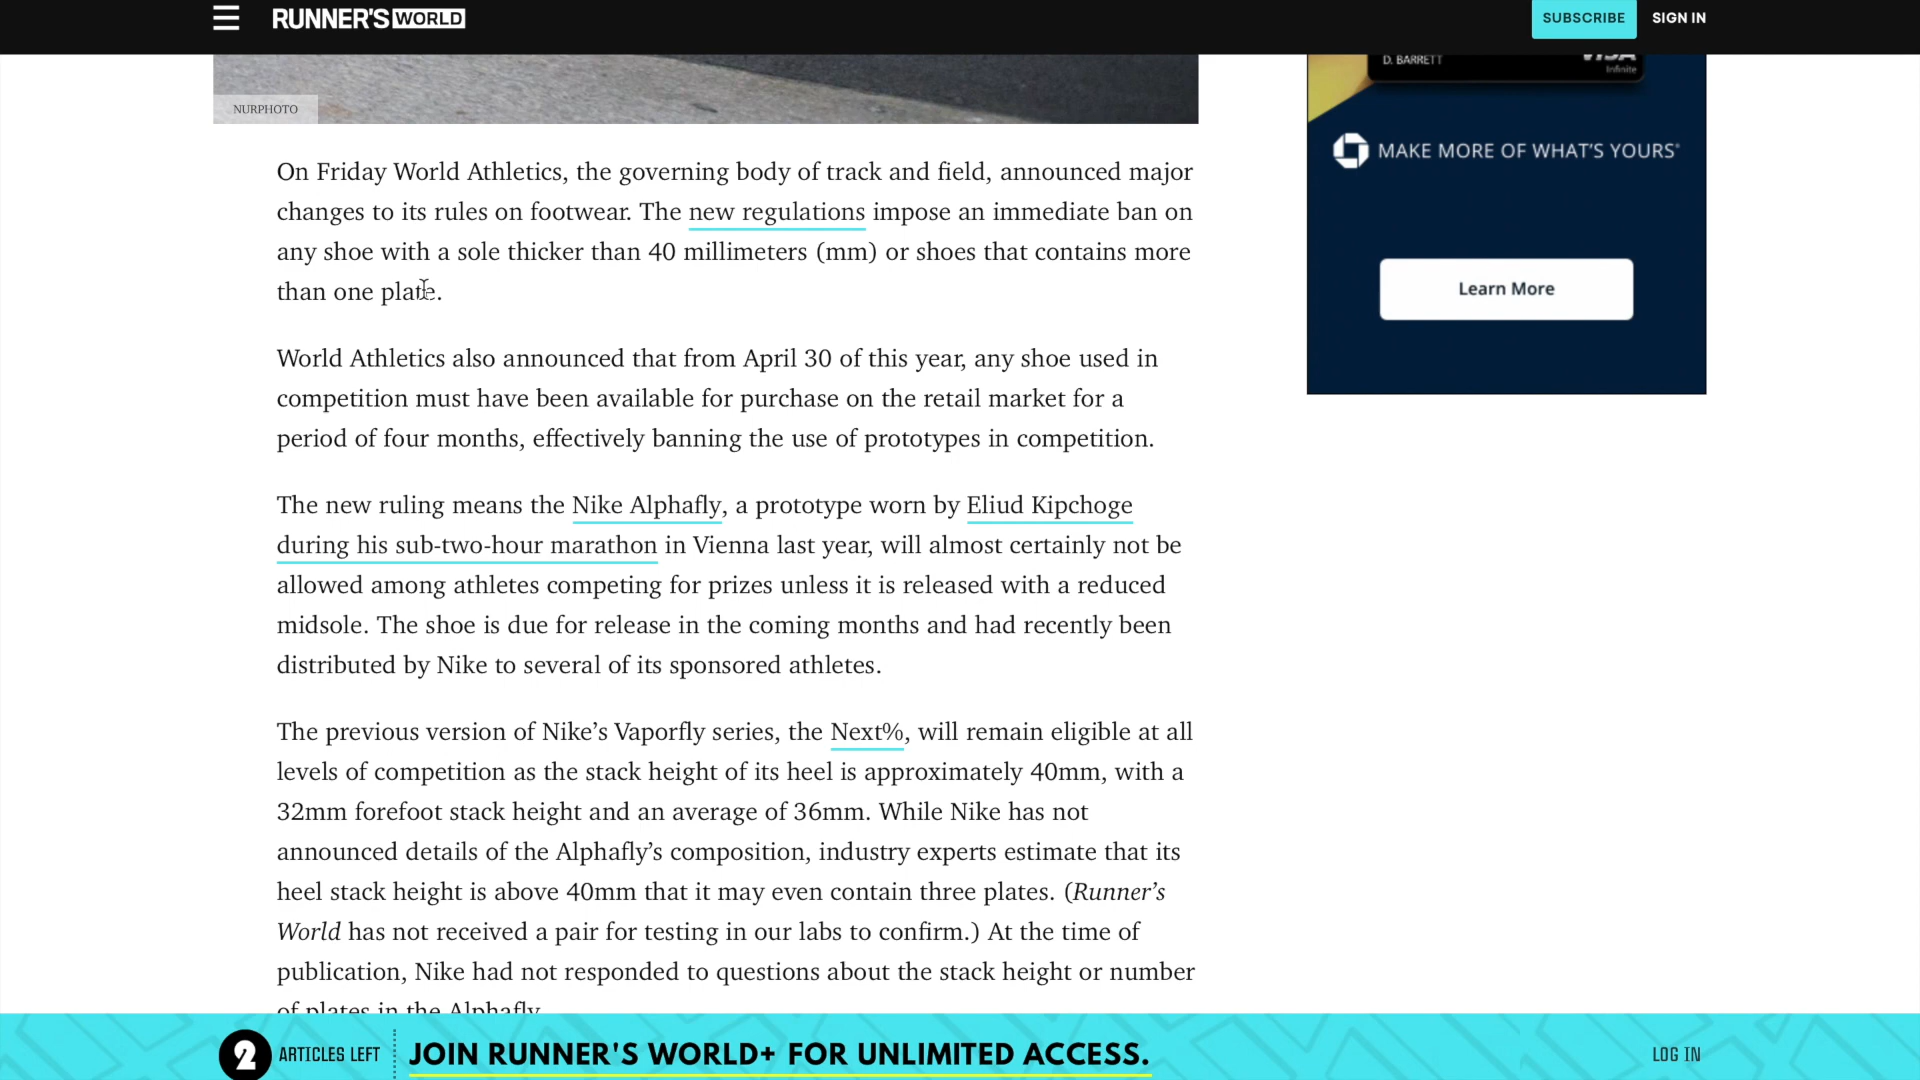 RUNNER'S WORLD
SUBSCRIBE
SIGN IN
D. BARRETT
VISA
Infinite
NURPHOTO
MAKE MORE OF WHAT'S YOURS®
Learn More
On Friday World Athletics, the governing body of track and field, announced major
changes to its rules on footwear. The new regulations impose an immediate ban on
any shoe with a sole thicker than 40 millimeters (mm) or shoes that contains more
than one plate.
World Athletics also announced that from April 30 of this year, any shoe used in
competition must have been available for purchase on the retail market for a
period of four months, effectively banning the use of prototypes in competition.
The new ruling means the Nike Alphafly, a prototype worn by Eliud Kipchoge
during his sub-two-hour marathon in Vienna last year, will almost certainly not be
allowed among athletes competing for prizes unless it is released with a reduced
midsole. The shoe is due for release in the coming months and had recently been
distributed by Nike to several of its sponsored athletes.
The previous version of Nike’s Vaporfly series, the Next%, will remain eligible at all
levels of competition as the stack height of its heel is approximately 40mm, with a
32mm forefoot stack height and an average of 36mm. While Nike has not
announced details of the Alphafly’s composition, industry experts estimate that its
heel stack height is above 40mm that it may even contain three plates. (Runner’s
World has not received a pair for testing in our labs to confirm.) At the time of
publication, Nike had not responded to questions about the stack height or number
of plates in the Alphafly.
2 ARTICLES LEFT
JOIN RUNNER'S WORLD+ FOR UNLIMITED ACCESS.
LOG IN